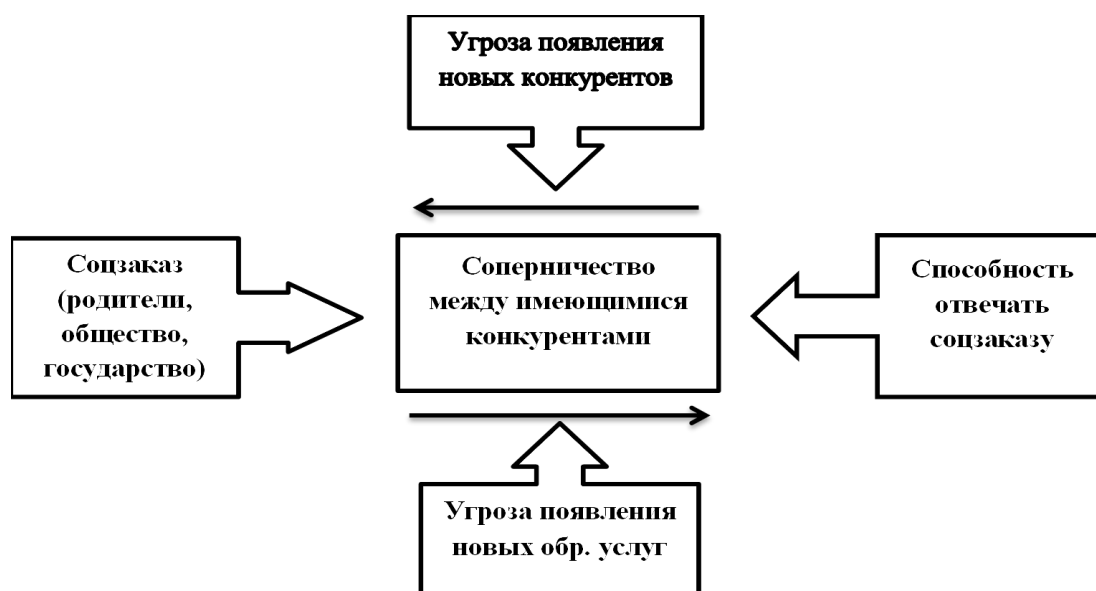 Угроза появления
новых конкурентов
Соцзаказ
(родители,
общество,
государство)
Соперничество
между имеющимися
конкурентами
Способность
отвечать
соцзаказу
Угроза появления
новых обр. услуг